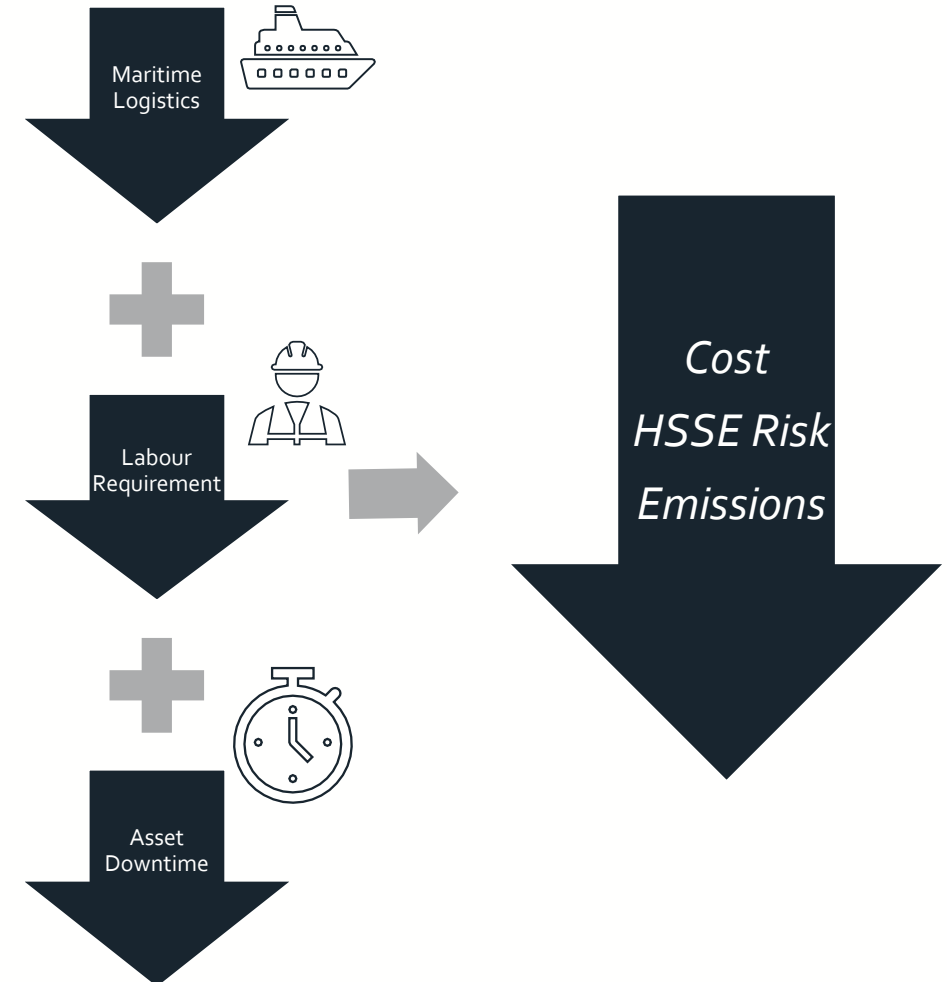 Maritime
Logistics
Labour
Requirement
Asset
Downtime
Cost
HSSE Risk
Emissions